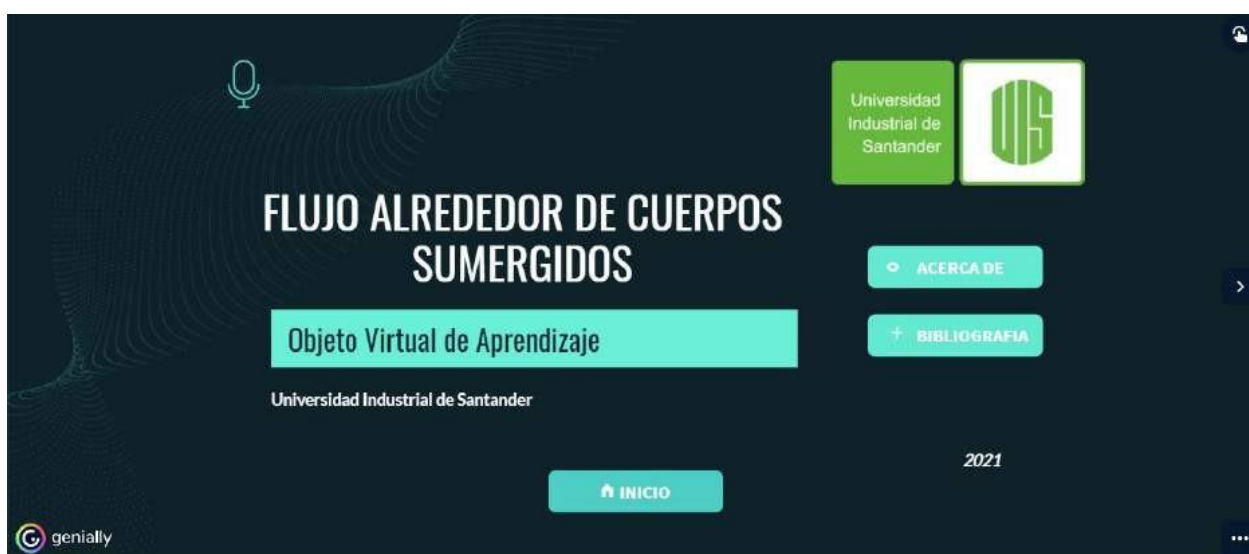 Universidad
Industrial de
Santander
UIS
FLUJO ALREDEDOR DE CUERPOS
SUMERGIDOS
ACERCA DE
Objeto Virtual de Aprendizaje
BIBLIOGRAFIA
Universidad Industrial de Santander
2021
INICIO
genially